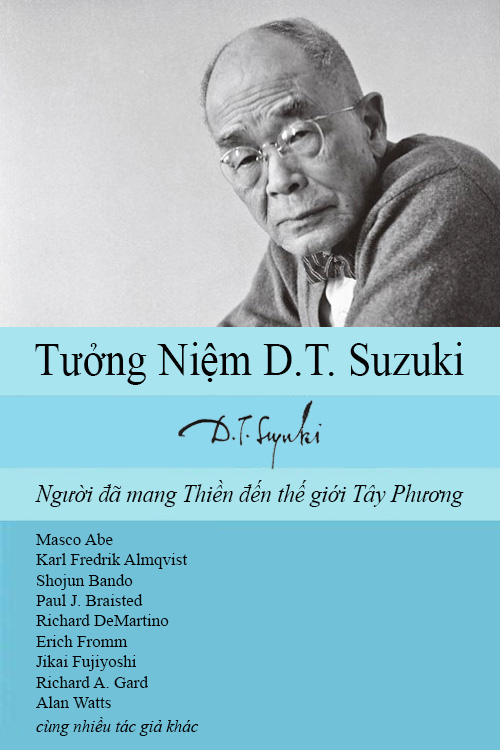 Tưởng Niệm D.T. Suzuki
D.T. Suzuki
Người đã mang Thiền đến thế giới Tây Phương
Masco Abe
Karl Fredrik Almqvist
Shojun Bando
Paul J. Braisted
Richard DeMartino
Erich Fromm
Jikai Fujiyoshi
Richard A. Gard
Alan Watts
cùng nhiều tác giả khác